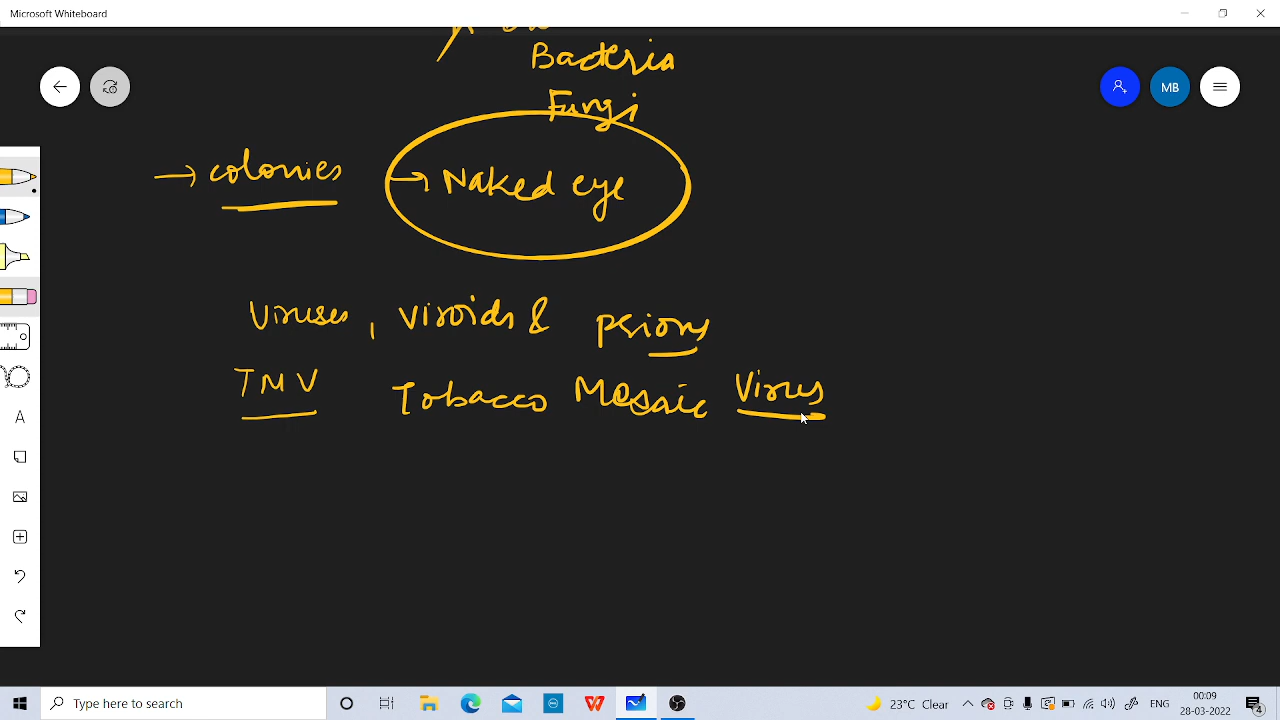 Microsoft Whiteboard
Bacteria
Fungi
→ colonies → Naked eye
MB
Viruses, viroids & prions
TMV Tobacco Mosaic Virus
A
Type here to search
23°C Clear
ENG
00:09
28-03-2022
4